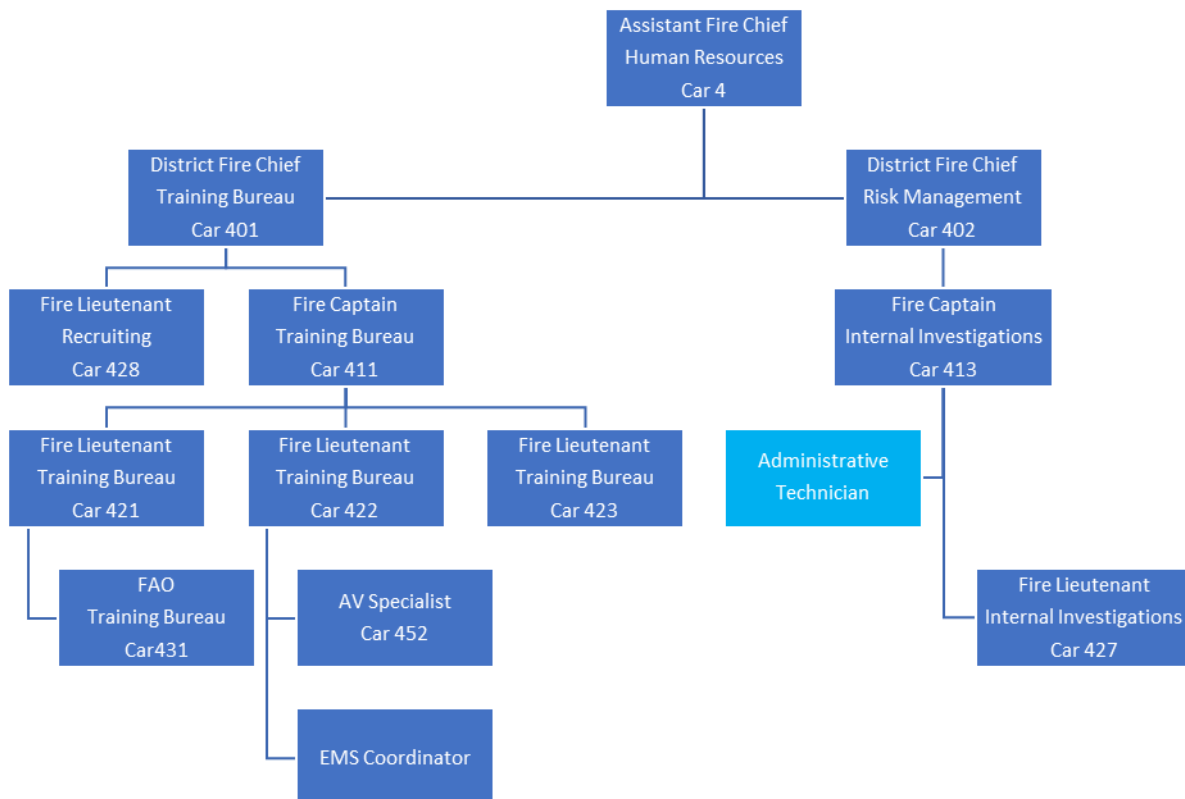 Assistant Fire Chief
Human Resources
Car 4
District Fire Chief
Training Bureau
Car 401
District Fire Chief
Risk Management
Car 402
Fire Lieutenant
Recruiting
Car 428
Fire Captain
Training Bureau
Car 411
Fire Captain
Internal Investigations
Car 413
Fire Lieutenant
Training Bureau
Car 421
Fire Lieutenant
Training Bureau
Car 422
Fire Lieutenant
Training Bureau
Car 423
Administrative
Technician
FAO
Training Bureau
Car431
AV Specialist
Car 452
Fire Lieutenant
Internal Investigations
Car 427
EMS Coordinator